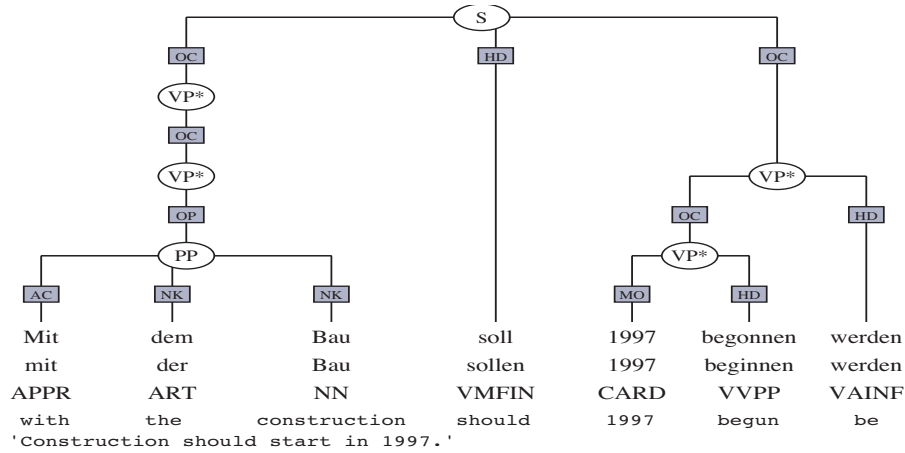 S
OC HD OC
VP*
OC
VP* VP*
OP OC HD
PP VP*
AC NK NK MO HD
Mit dem Bau soll 1997 begonnen werden
mit der Bau sollen 1997 beginnen werden
APPR ART NN VMFIN CARD VVPP VAINF
with the construction should 1997 begun be
'Construction should start in 1997.'